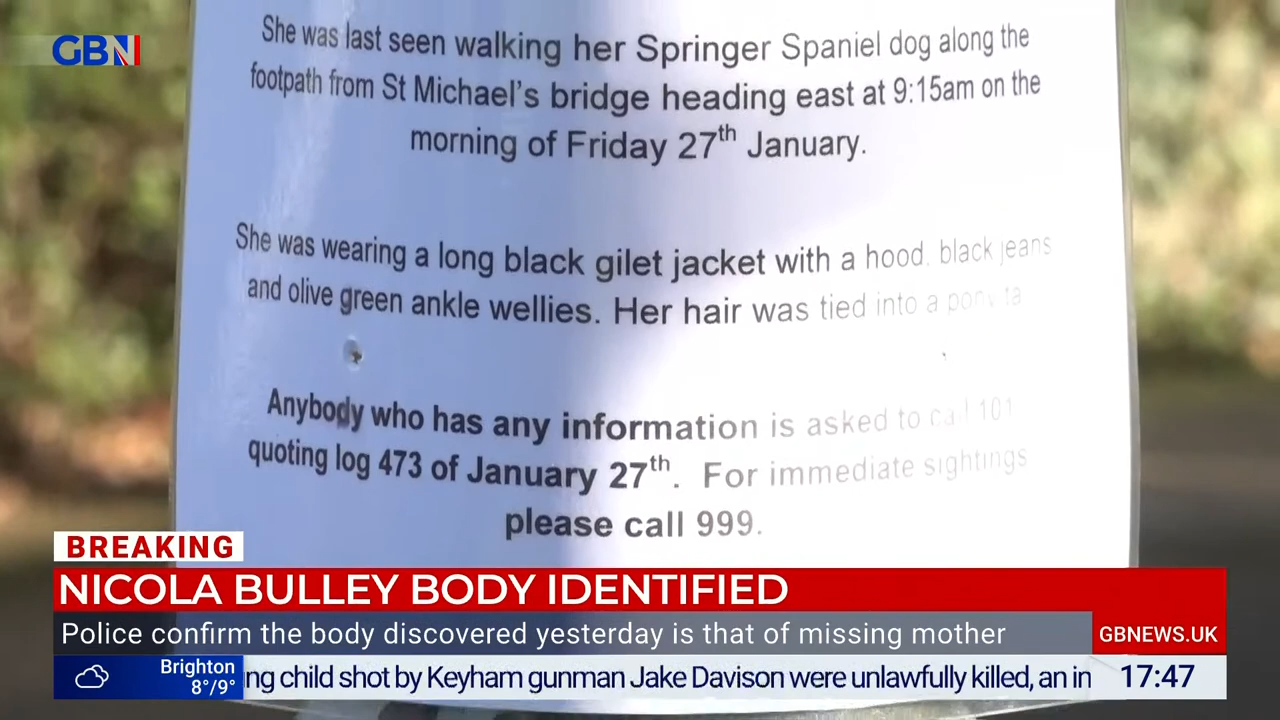 GBN
She was last seen walking her Springer Spaniel dog along the
footpath from St Michael's bridge heading east at 9:15am on the
morning of Friday 27th January.
She was wearing a long black gilet jacket with a hood, black jeans
and olive green ankle wellies. Her hair was tied into a
Anybody who has any information is asked to call 101
quoting log 473 of January 27th. For immediate sightings
please call 999.
BREAKING
NICOLA BULLEY BODY IDENTIFIED
Police confirm the body discovered yesterday is that of missing mother
GBNEWS.UK
Brighton
8°/9°
ng child shot by Keyham gunman Jake Davison were unlawfully killed, an in
17:47